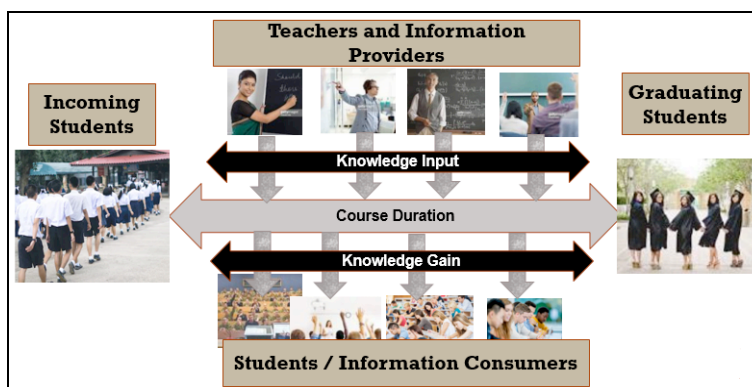 Teachers and Information
Providers
Incoming
Students
Graduating
Students
Knowledge Input
Course Duration
Knowledge Gain
Students / Information Consumers